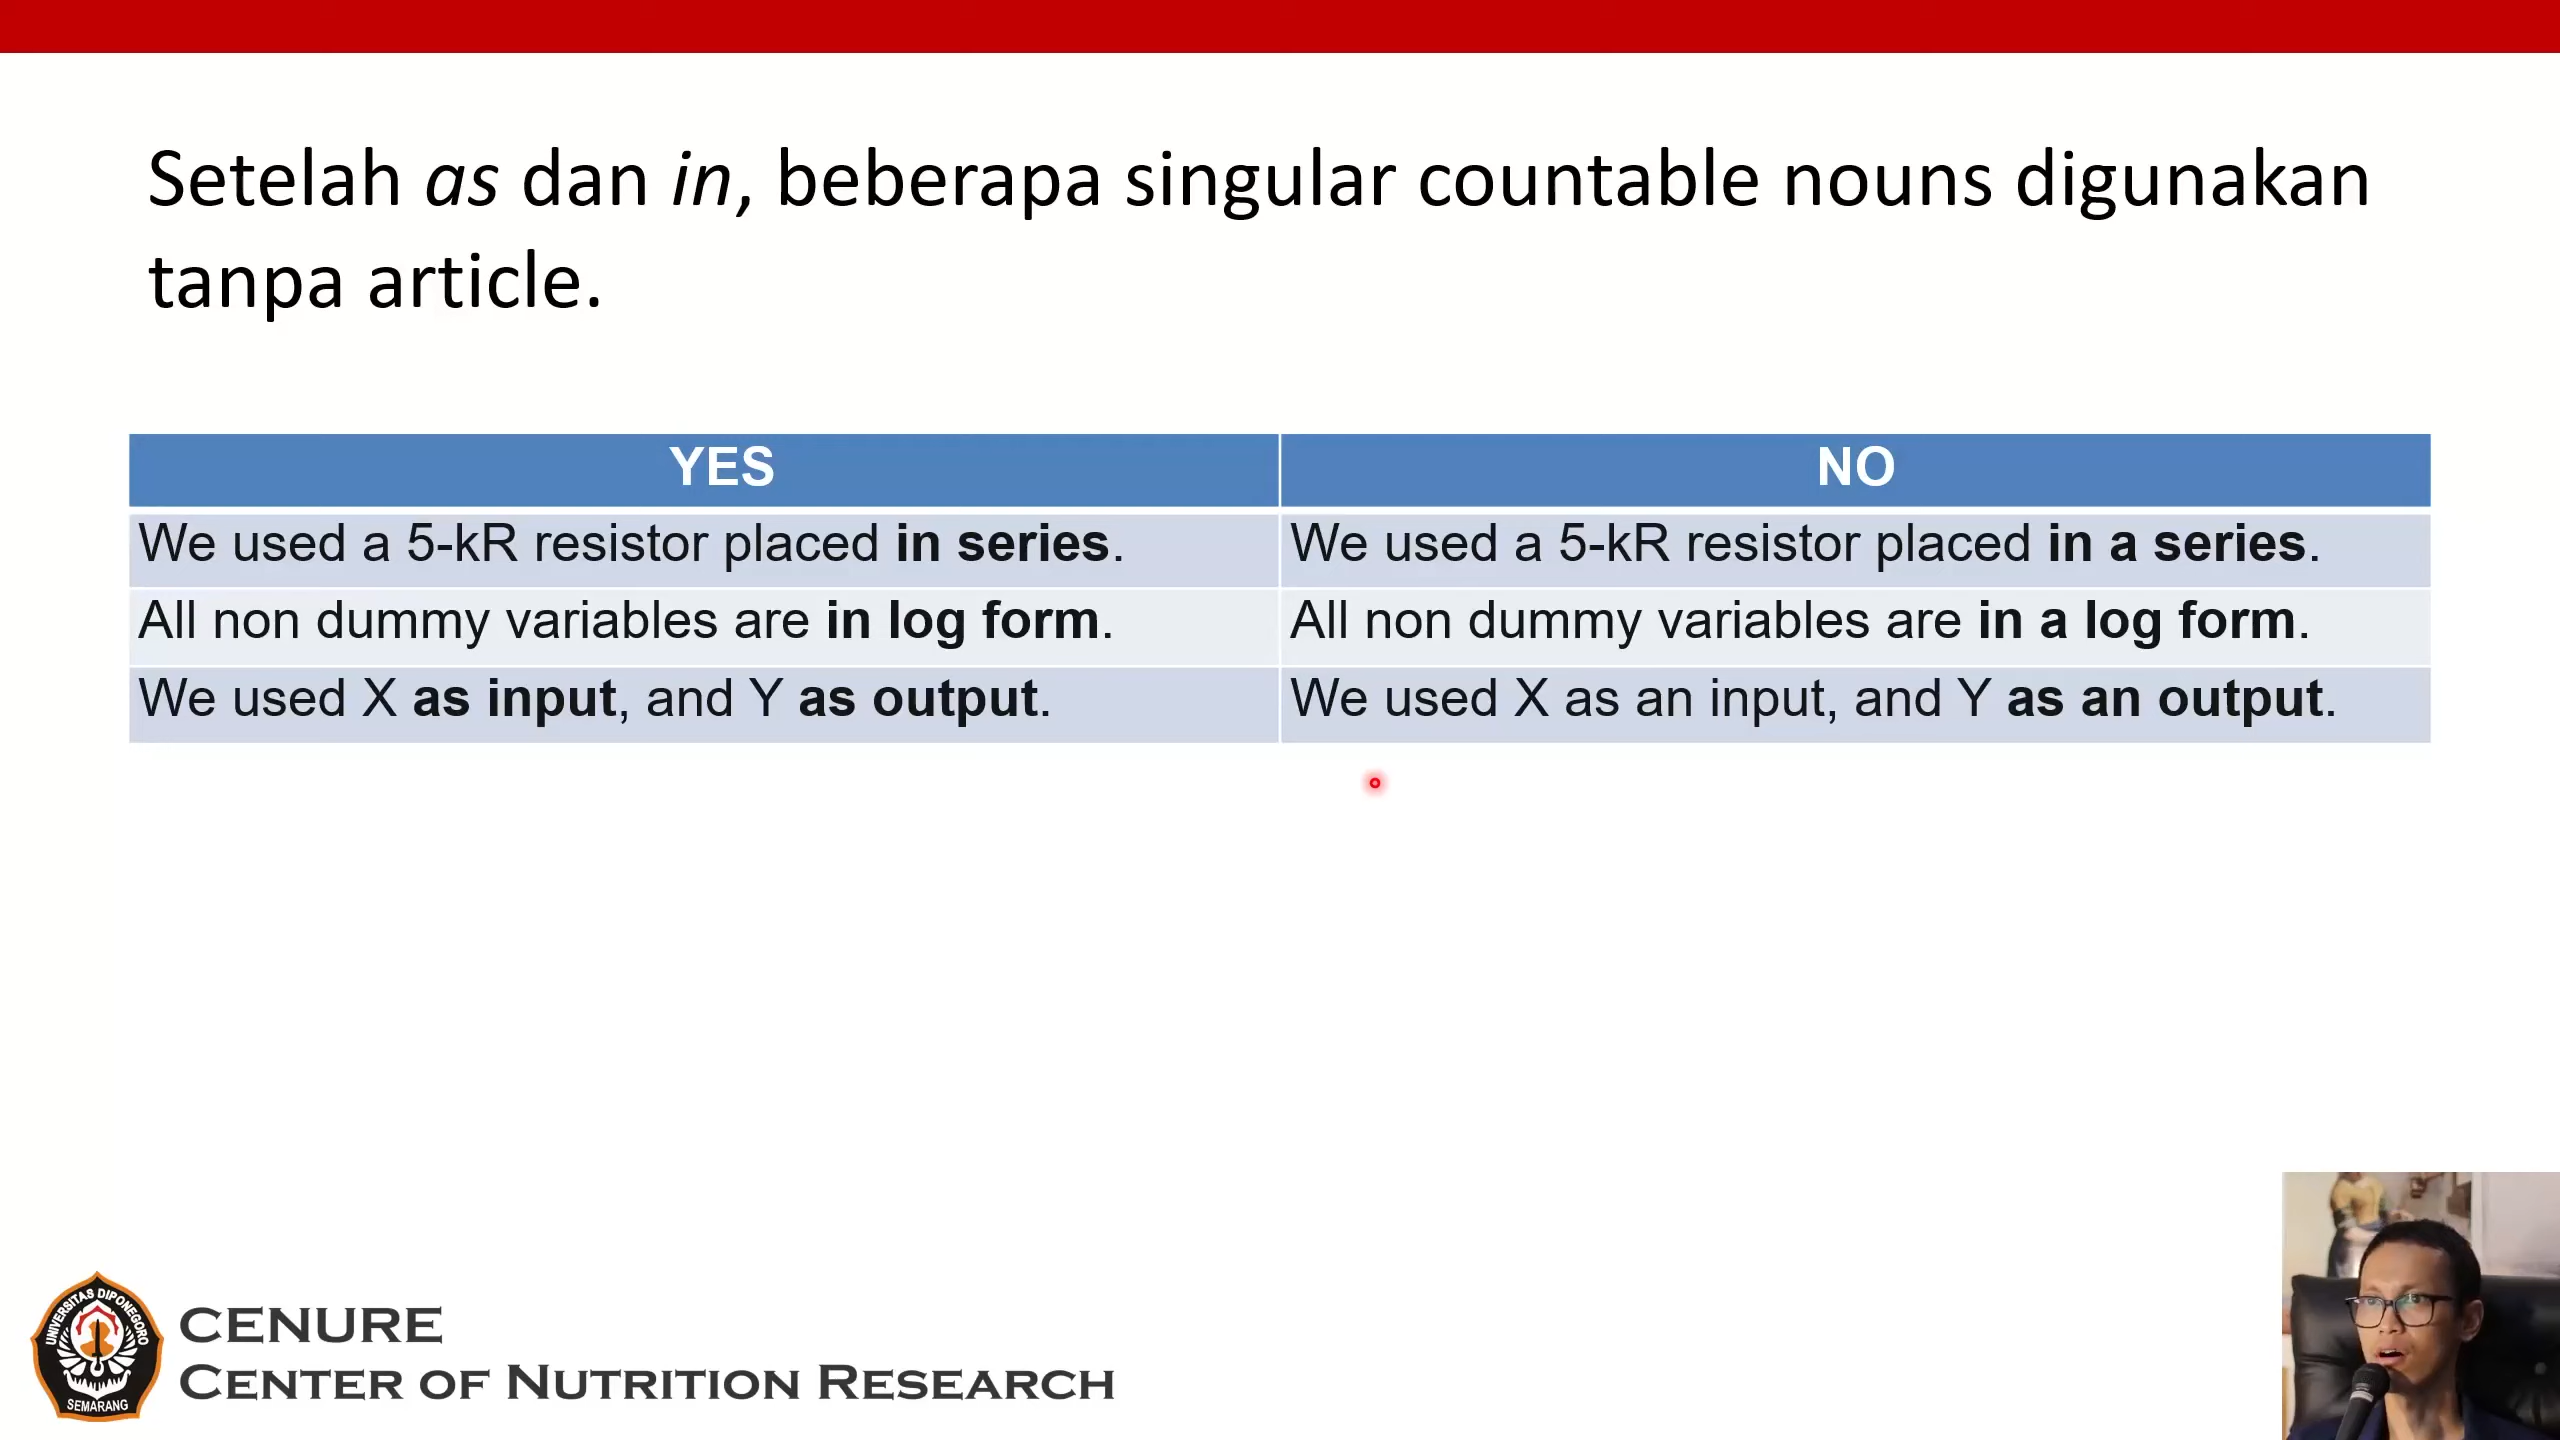 Setelah as dan in, beberapa singular countable nouns digunakan
tanpa article.
YES
NO
We used a 5-kR resistor placed in series.
We used a 5-kR resistor placed in a series.
All non dummy variables are in log form.
All non dummy variables are in a log form.
We used X as input, and Y as output.
We used X as an input, and Y as an output.
UNIVERSITAS DIPONEGORO
SEMARANG
CENURE
CENTER OF NUTRITION RESEARCH